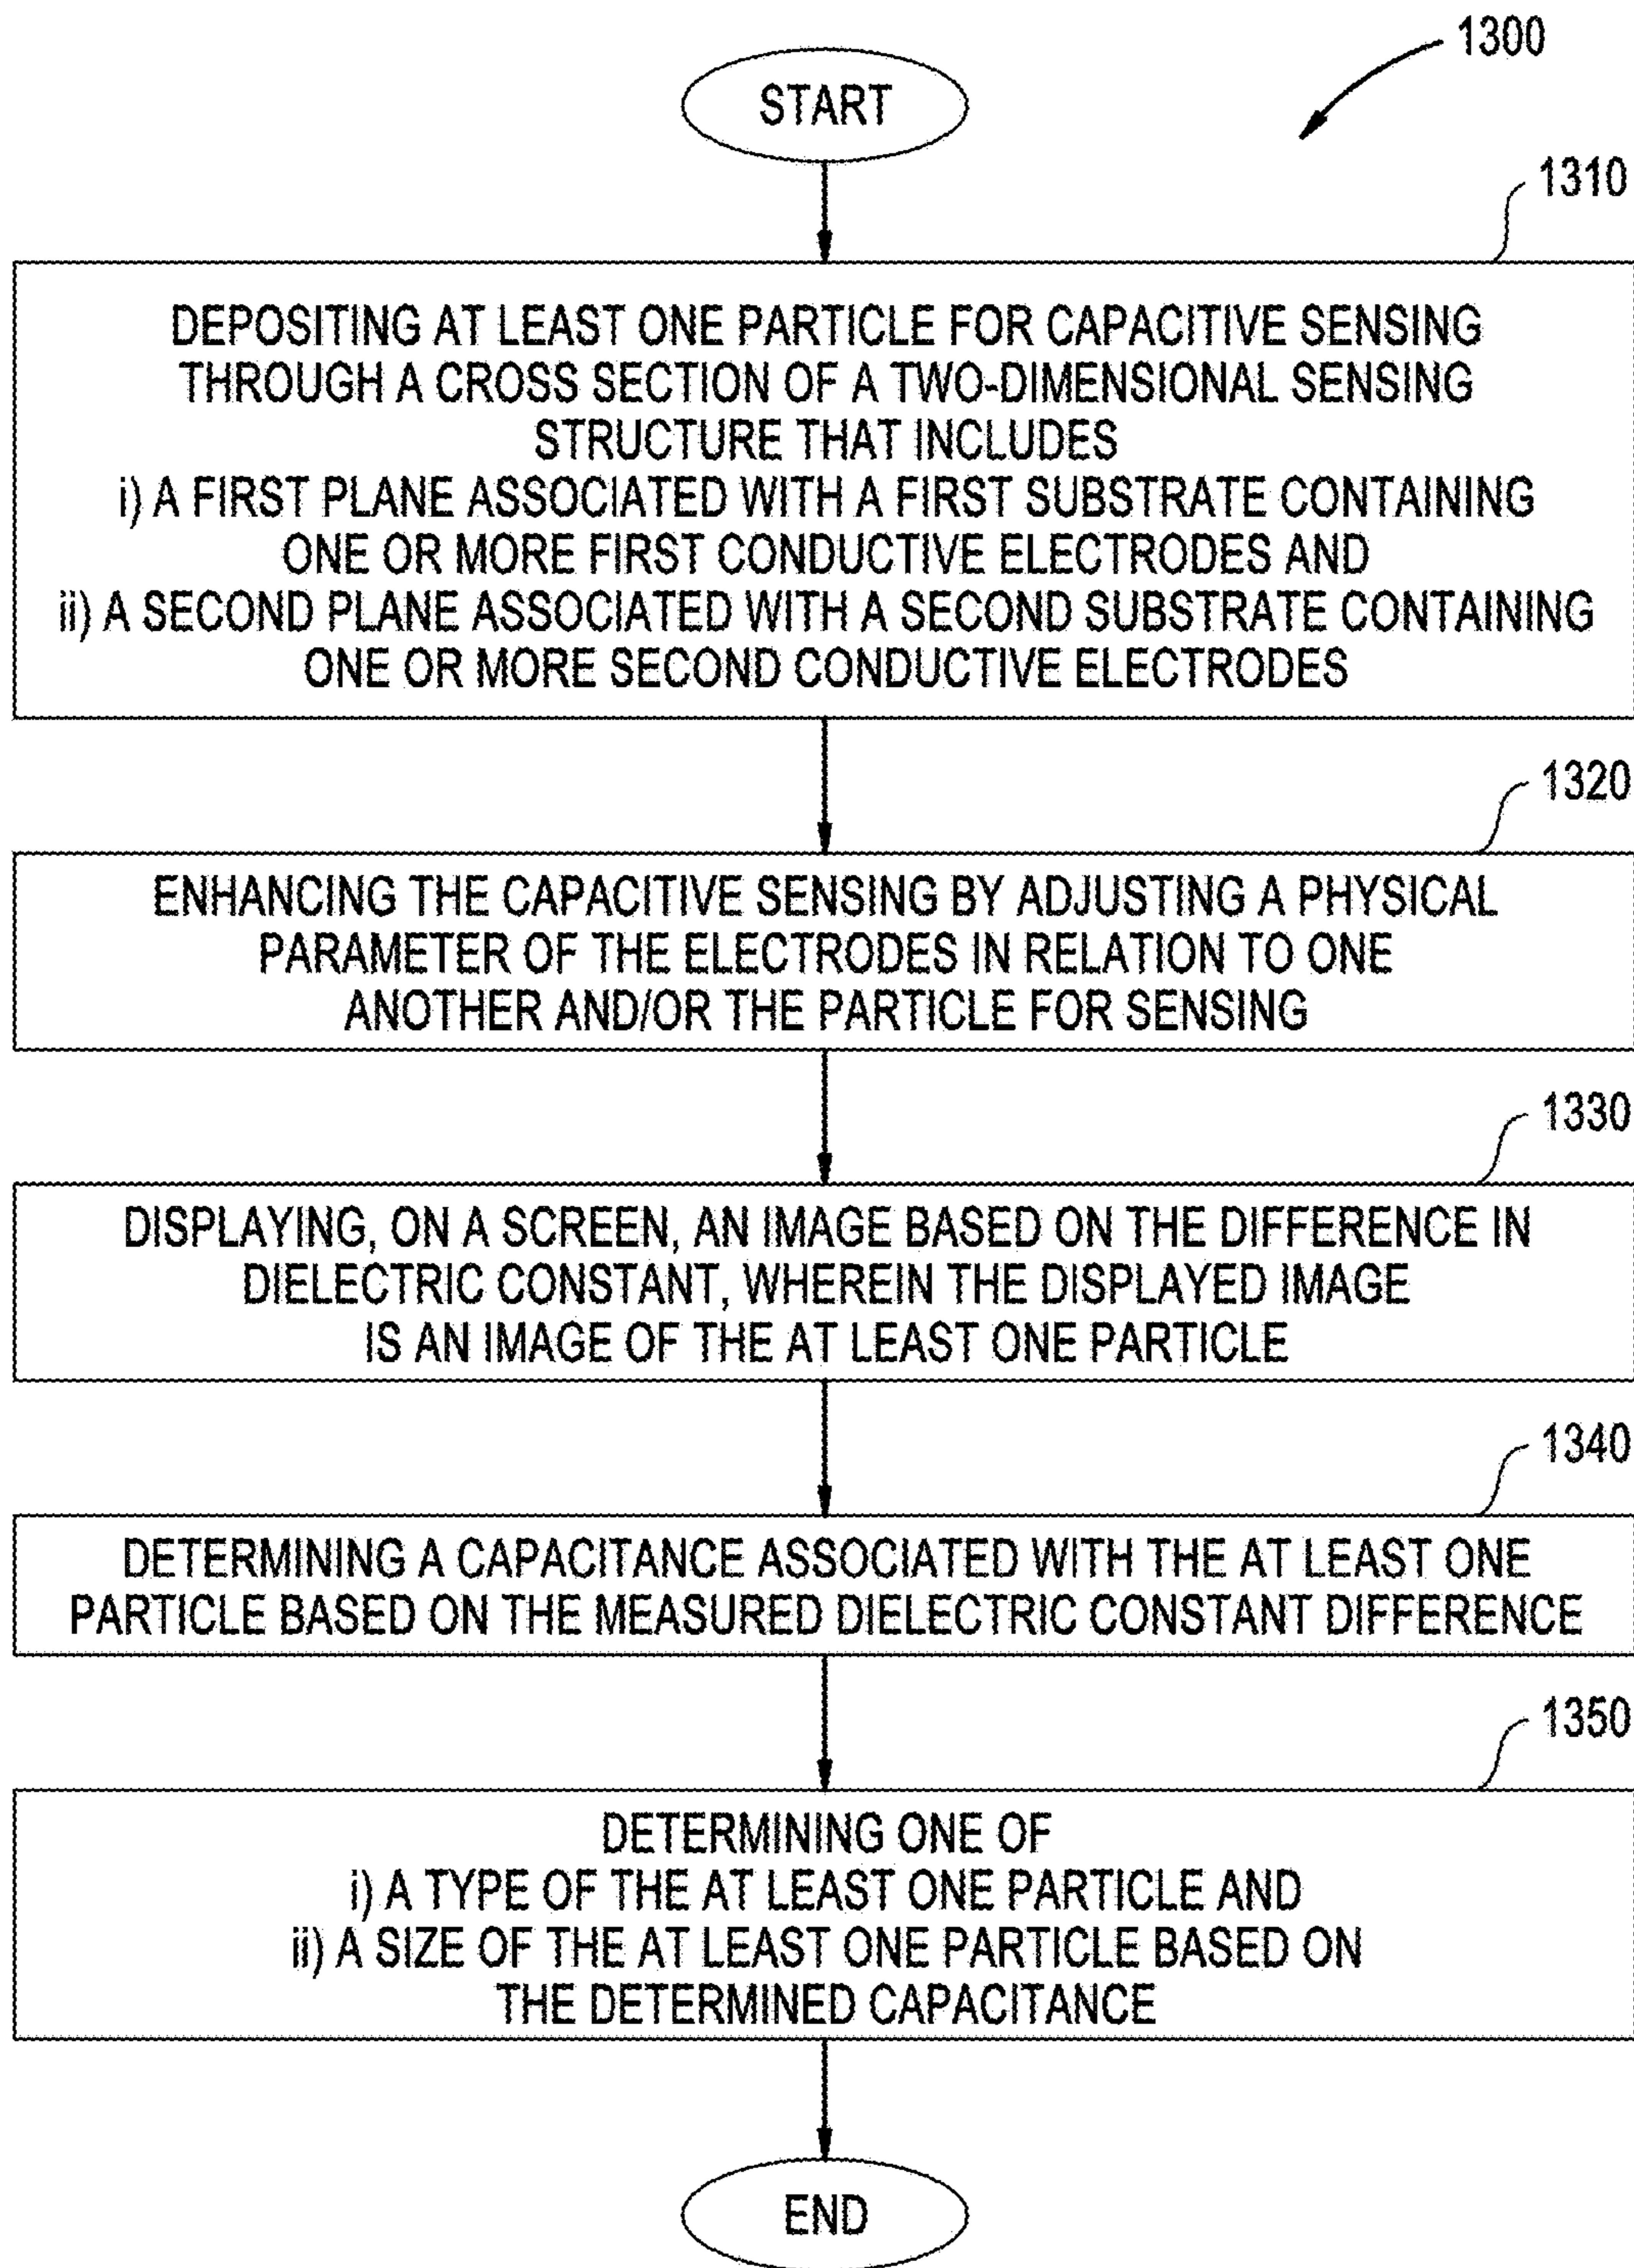 1300
START
1310
DEPOSITING AT LEAST ONE PARTICLE FOR CAPACITIVE SENSING
THROUGH A CROSS SECTION OF A TWO-DIMENSIONAL SENSING
STRUCTURE THAT INCLUDES
i) A FIRST PLANE ASSOCIATED WITH A FIRST SUBSTRATE CONTAINING
ONE OR MORE FIRST CONDUCTIVE ELECTRODES AND
ii) A SECOND PLANE ASSOCIATED WITH A SECOND SUBSTRATE CONTAINING
ONE OR MORE SECOND CONDUCTIVE ELECTRODES
1320
ENHANCING THE CAPACITIVE SENSING BY ADJUSTING A PHYSICAL
PARAMETER OF THE ELECTRODES IN RELATION TO ONE
ANOTHER AND/OR THE PARTICLE FOR SENSING
1330
DISPLAYING, ON A SCREEN, AN IMAGE BASED ON THE DIFFERENCE IN
DIELECTRIC CONSTANT, WHEREIN THE DISPLAYED IMAGE
IS AN IMAGE OF THE AT LEAST ONE PARTICLE
1340
DETERMINING A CAPACITANCE ASSOCIATED WITH THE AT LEAST ONE
PARTICLE BASED ON THE MEASURED DIELECTRIC CONSTANT DIFFERENCE
1350
DETERMINING ONE OF
i) A TYPE OF THE AT LEAST ONE PARTICLE AND
ii) A SIZE OF THE AT LEAST ONE PARTICLE BASED ON
THE DETERMINED CAPACITANCE
END